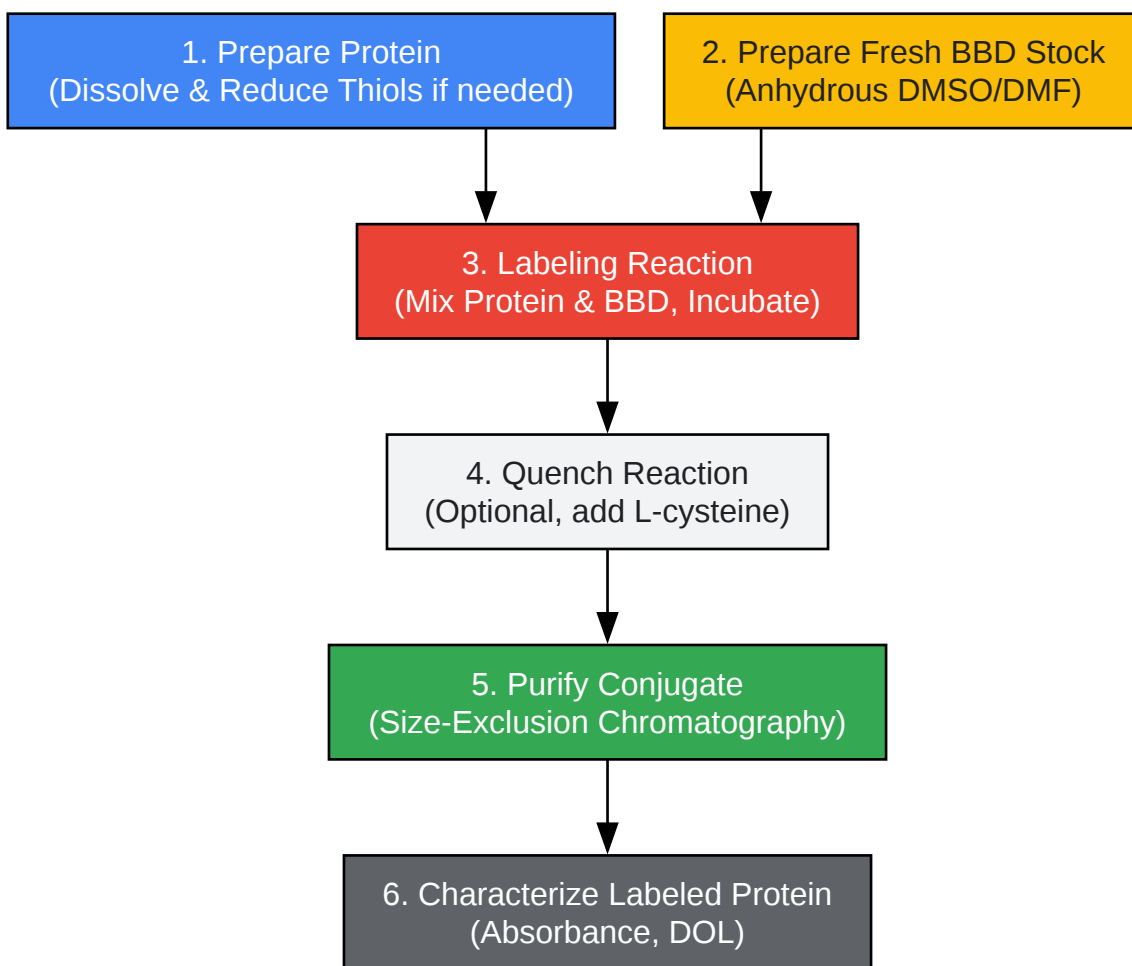 1. Prepare Protein
(Dissolve & Reduce Thiols if needed)
2. Prepare Fresh BBD Stock
(Anhydrous DMSO/DMF)
3. Labeling Reaction
(Mix Protein & BBD, Incubate)
4. Quench Reaction
(Optional, add L-cysteine)
5. Purify Conjugate
(Size-Exclusion Chromatography)
6. Characterize Labeled Protein
(Absorbance, DOL)